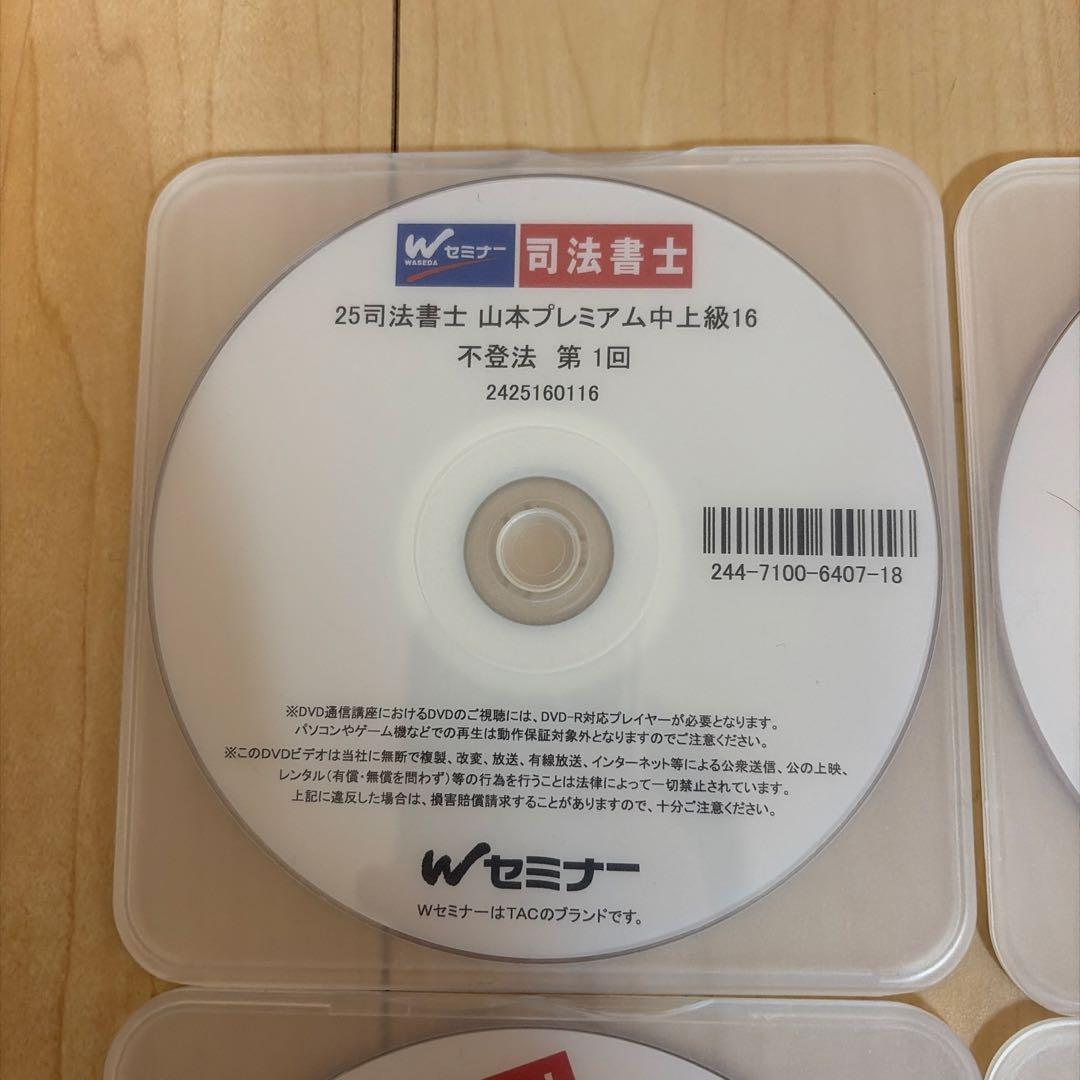 Wセミナー 司法書士
WASEDA
25司法書士 山本プレミアム中上級16
不登法 第 1回
2425160116
244-7100-6407-18
※DVD通信講座におけるDVDのご視聴には、DVD-R対応プレイヤーが必要となります。
パソコンやゲーム機などでの再生は動作保証対象外となりますのでご注意ください。
※このDVDビデオは当社に無断で複製、改変、放送、有線放送、インターネット等による公衆送信、公の上映、
レンタル(有償・無償を問わず)等の行為を行うことは法律によって一切禁止されています。
上記に違反した場合は、損害賠償請求することがありますので、十分ご注意ください。
Wセミナー
WセミナーはTACのブランドです。